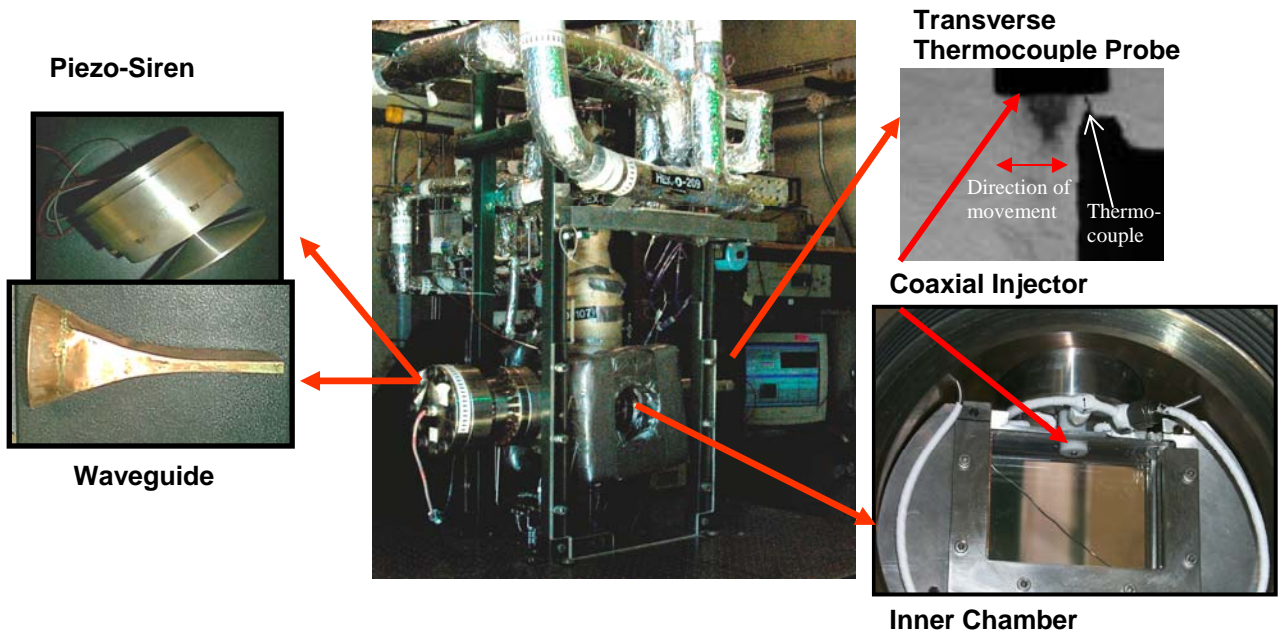 Piezo-Siren
Waveguide
Transverse
Thermocouple Probe
Direction of
movement
Thermo-
couple
Coaxial Injector
Inner Chamber